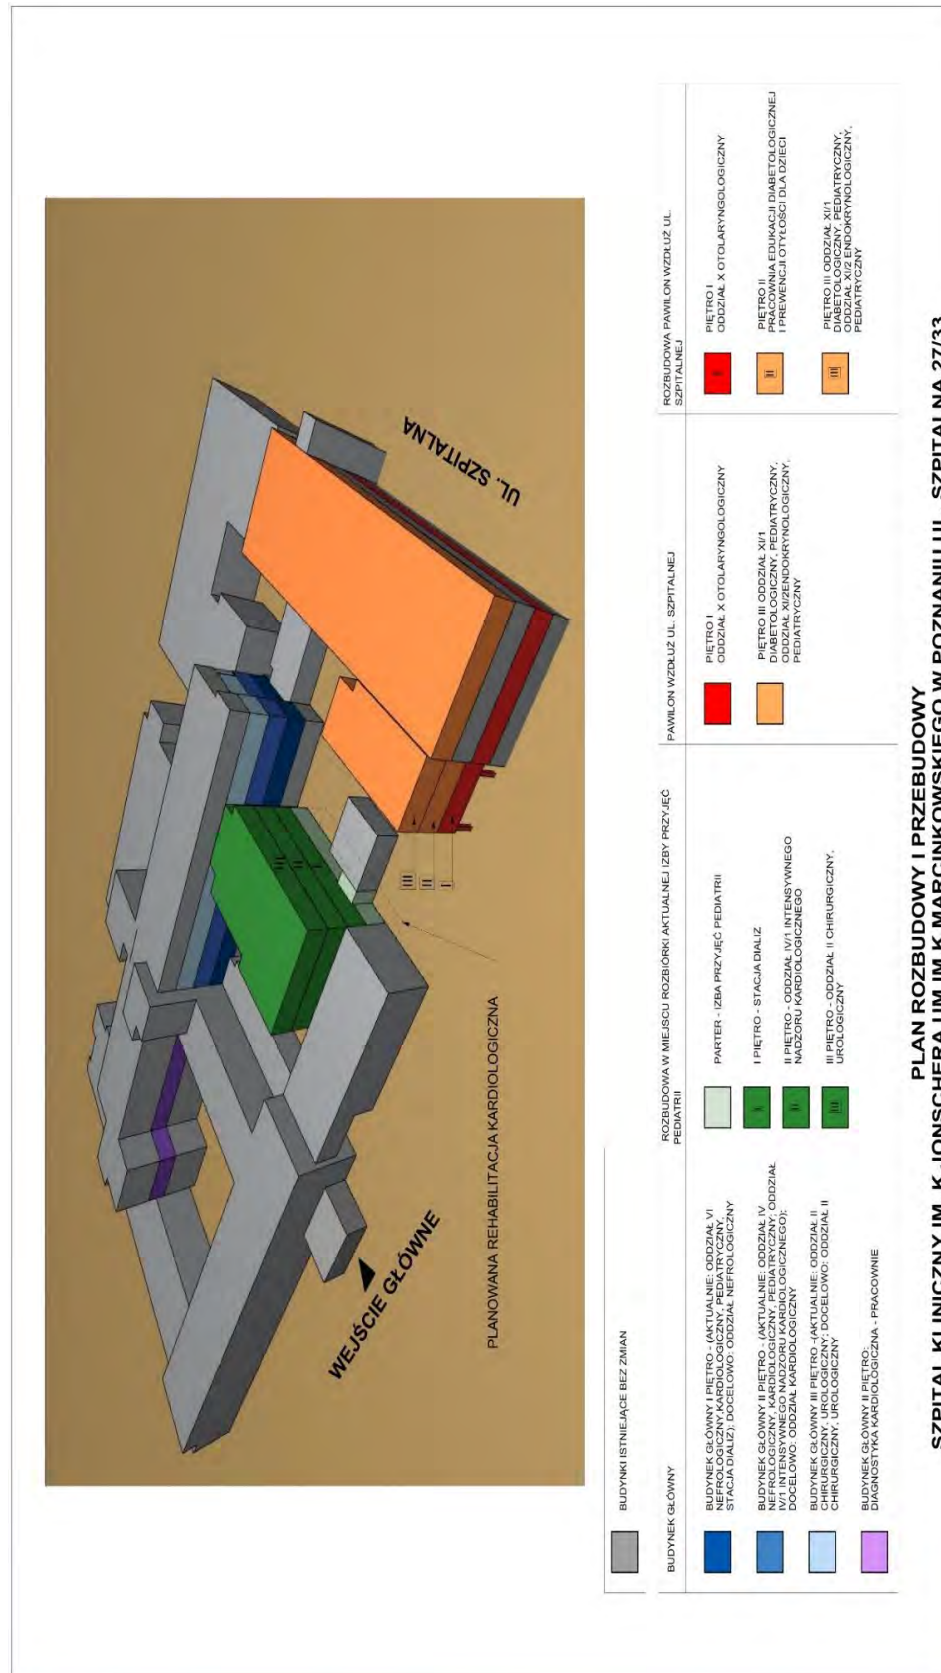 UL. SZPITALNA
WEJŚCIE GŁÓWNE
PLANOWANA REHABILITACJA KARDIOLOGICZNA
III
II
I
III
II
I
BUDYNKI ISTNIEJĄCE BEZ ZMIAN
BUDYNEK GŁÓWNY
BUDYNEK GŁÓWNY I PIĘTRO - (AKTUALNIE: ODDZIAŁ VI
NEFROLOGICZNY,KARDIOLOGICZNY, PEDIATRYCZNY,
STACJA DIALIZ); DOCELOWO: ODDZIAŁ NEFROLOGICZNY
BUDYNEK GŁÓWNY II PIĘTRO - (AKTUALNIE: ODDZIAŁ IV
NEFROLOGICZNY, KARDIOLOGICZNY, PEDIATRYCZNY; ODDZIAŁ
IV/1 INTENSYWNEGO NADZORU KARDIOLOGICZNEGO);
DOCELOWO: ODDZIAŁ KARDIOLOGICZNY
BUDYNEK GŁÓWNY III PIĘTRO -(AKTUALNIE: ODDZIAŁ II
CHIRURGICZNY, UROLOGICZNY; DOCELOWO: ODDZIAŁ II
CHIRURGICZNY, UROLOGICZNY
BUDYNEK GŁÓWNY II PIĘTRO:
DIAGNOSTYKA KARDIOLOGICZNA - PRACOWNIE
ROZBUDOWA W MIEJSCU ROZBIÓRKI AKTUALNEJ IZBY PRZYJĘĆ
PEDIATRII
PARTER - IZBA PRZYJĘĆ PEDIATRII
I
I PIĘTRO - STACJA DIALIZ
II
II PIĘTRO - ODDZIAŁ IV/1 INTENSYWNEGO
NADZORU KARDIOLOGICZNEGO
III
III PIĘTRO - ODDZIAŁ II CHIRURGICZNY,
UROLOGICZNY
PAWILON WZDŁUŻ UL. SZPITALNEJ
PIĘTRO I
ODDZIAŁ X OTOLARYNGOLOGICZNY
PIĘTRO III ODDZIAŁ XI/1
DIABETOLOGICZNY, PEDIATRYCZNY,
ODDZIAŁ XI/2ENDOKRYNOLOGICZNY,
PEDIATRYCZNY
ROZBUDOWA PAWILON WZDŁUŻ UL.
SZPITALNEJ
I
PIĘTRO I
ODDZIAŁ X OTOLARYNGOLOGICZNY
II
PIĘTRO II
PRACOWNIA EDUKACJI DIABETOLOGICZNEJ
I PREWENCJI OTYŁOŚCI DLA DZIECI
III
PIĘTRO III ODDZIAŁ XI/1
DIABETOLOGICZNY, PEDIATRYCZNY,
ODDZIAŁ XI/2 ENDOKRYNOLOGICZNY,
PEDIATRYCZNY
PLAN ROZBUDOWY I PRZEBUDOWY
SZPITAL KLINICZNY IM. K.JONSCHERA UM IM.K.MARCINKOWSKIEGO W POZNANIU UL. SZPITALNA 27/33